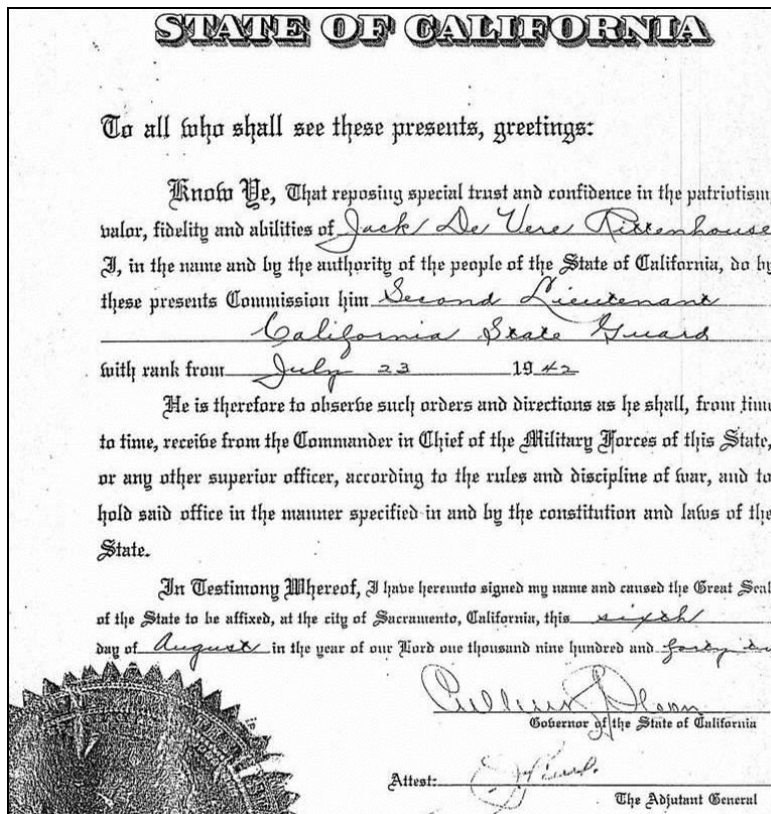 STATE OF CALIFORNIA
To all who shall see these presents, greetings:
Know Ye, That reposing special trust and confidence in the patriotism
valor, fidelity and abilities of Jack De Vere Rittenhouse
I, in the name and by the authority of the people of the State of California, do by
these presents Commission him Second Lieutenant
California State Guard
with rank from July 23 1942
He is therefore to observe such orders and directions as he shall, from time
to time, receive from the Commander in Chief of the Military Forces of this State,
or any other superior officer, according to the rules and discipline of war, and to
hold said office in the manner specified in and by the constitution and laws of the
State.
In Testimony Whereof, I have hereunto signed my name and caused the Great Seal
of the State to be affixed, at the city of Sacramento, California, this sixth
day of August in the year of our Lord one thousand nine hundred and forty
Governor of the State of California
Attest:
The Adjutant General